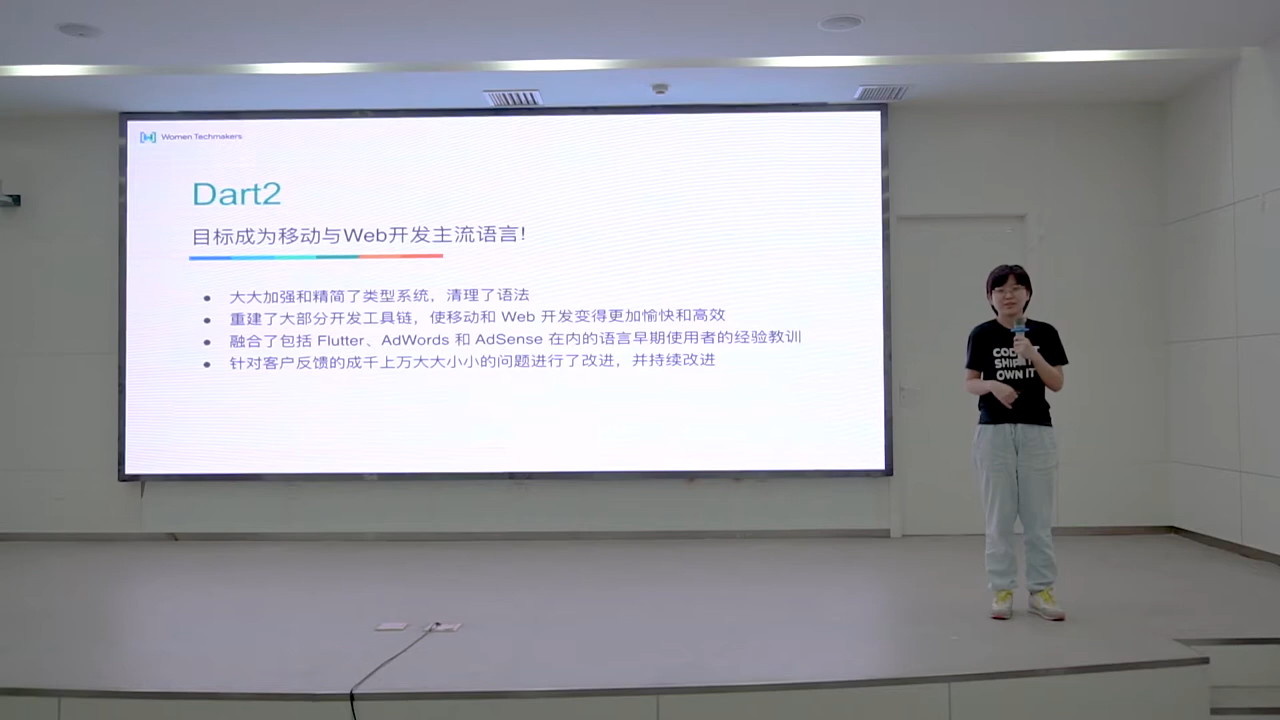 Women Techmakers
Dart2
目标成为移动与Web开发主流语言!
大大加强和精简了类型系统，清理了语法
重建了大部分开发工具链，使移动和 Web 开发变得更加愉快和高效
融合了包括 Flutter、AdWords 和 AdSense 在内的语言早期使用者的经验教训
针对客户反馈的成千上万大大小小的问题进行了改进，并持续改进
SHIP IT
OWN IT